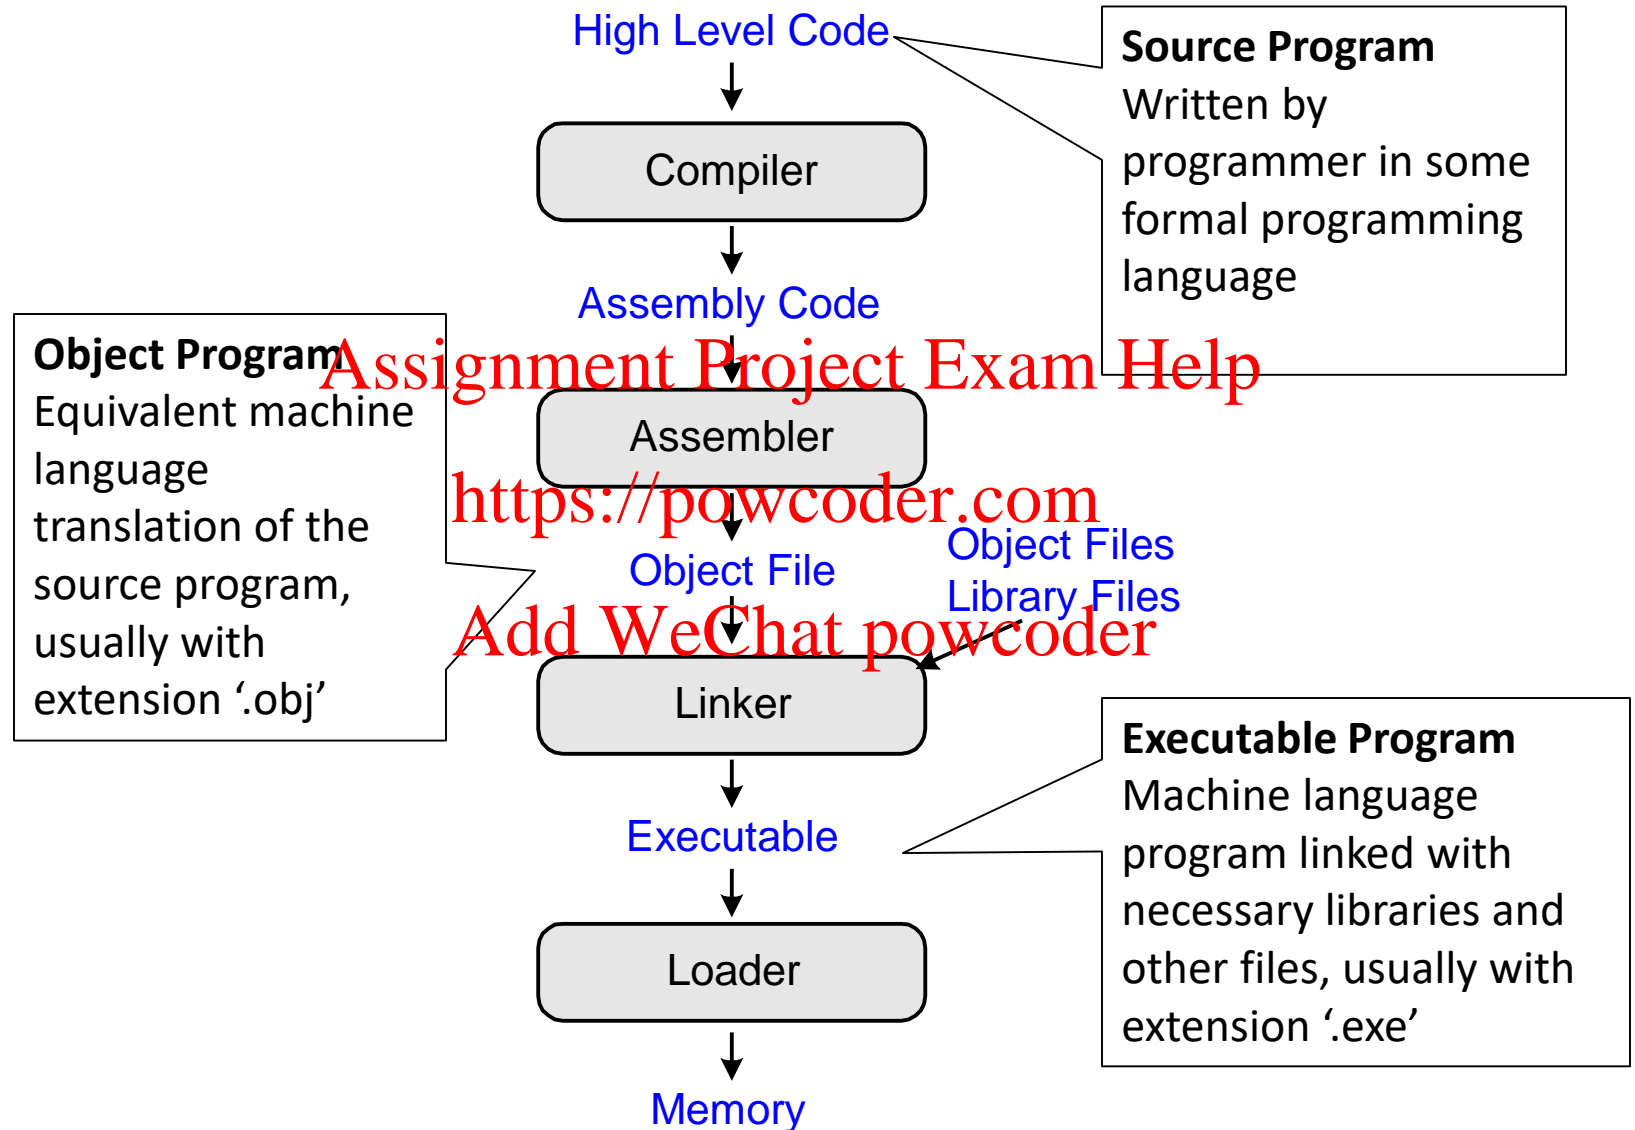 High Level Code
Source Program
Written by
programmer in some
formal programming
language
Compiler
Assembly Code
Object Program
Equivalent machine
language
translation of the
source program,
usually with
extension ‘.obj’
Assignment Project Exam Help
Assembler
https://powcoder.com
Object File
Object Files
Library Files
Add WeChat powcoder
Linker
Executable Program
Machine language
program linked with
necessary libraries and
other files, usually with
extension ‘.exe’
Executable
Loader
Memory